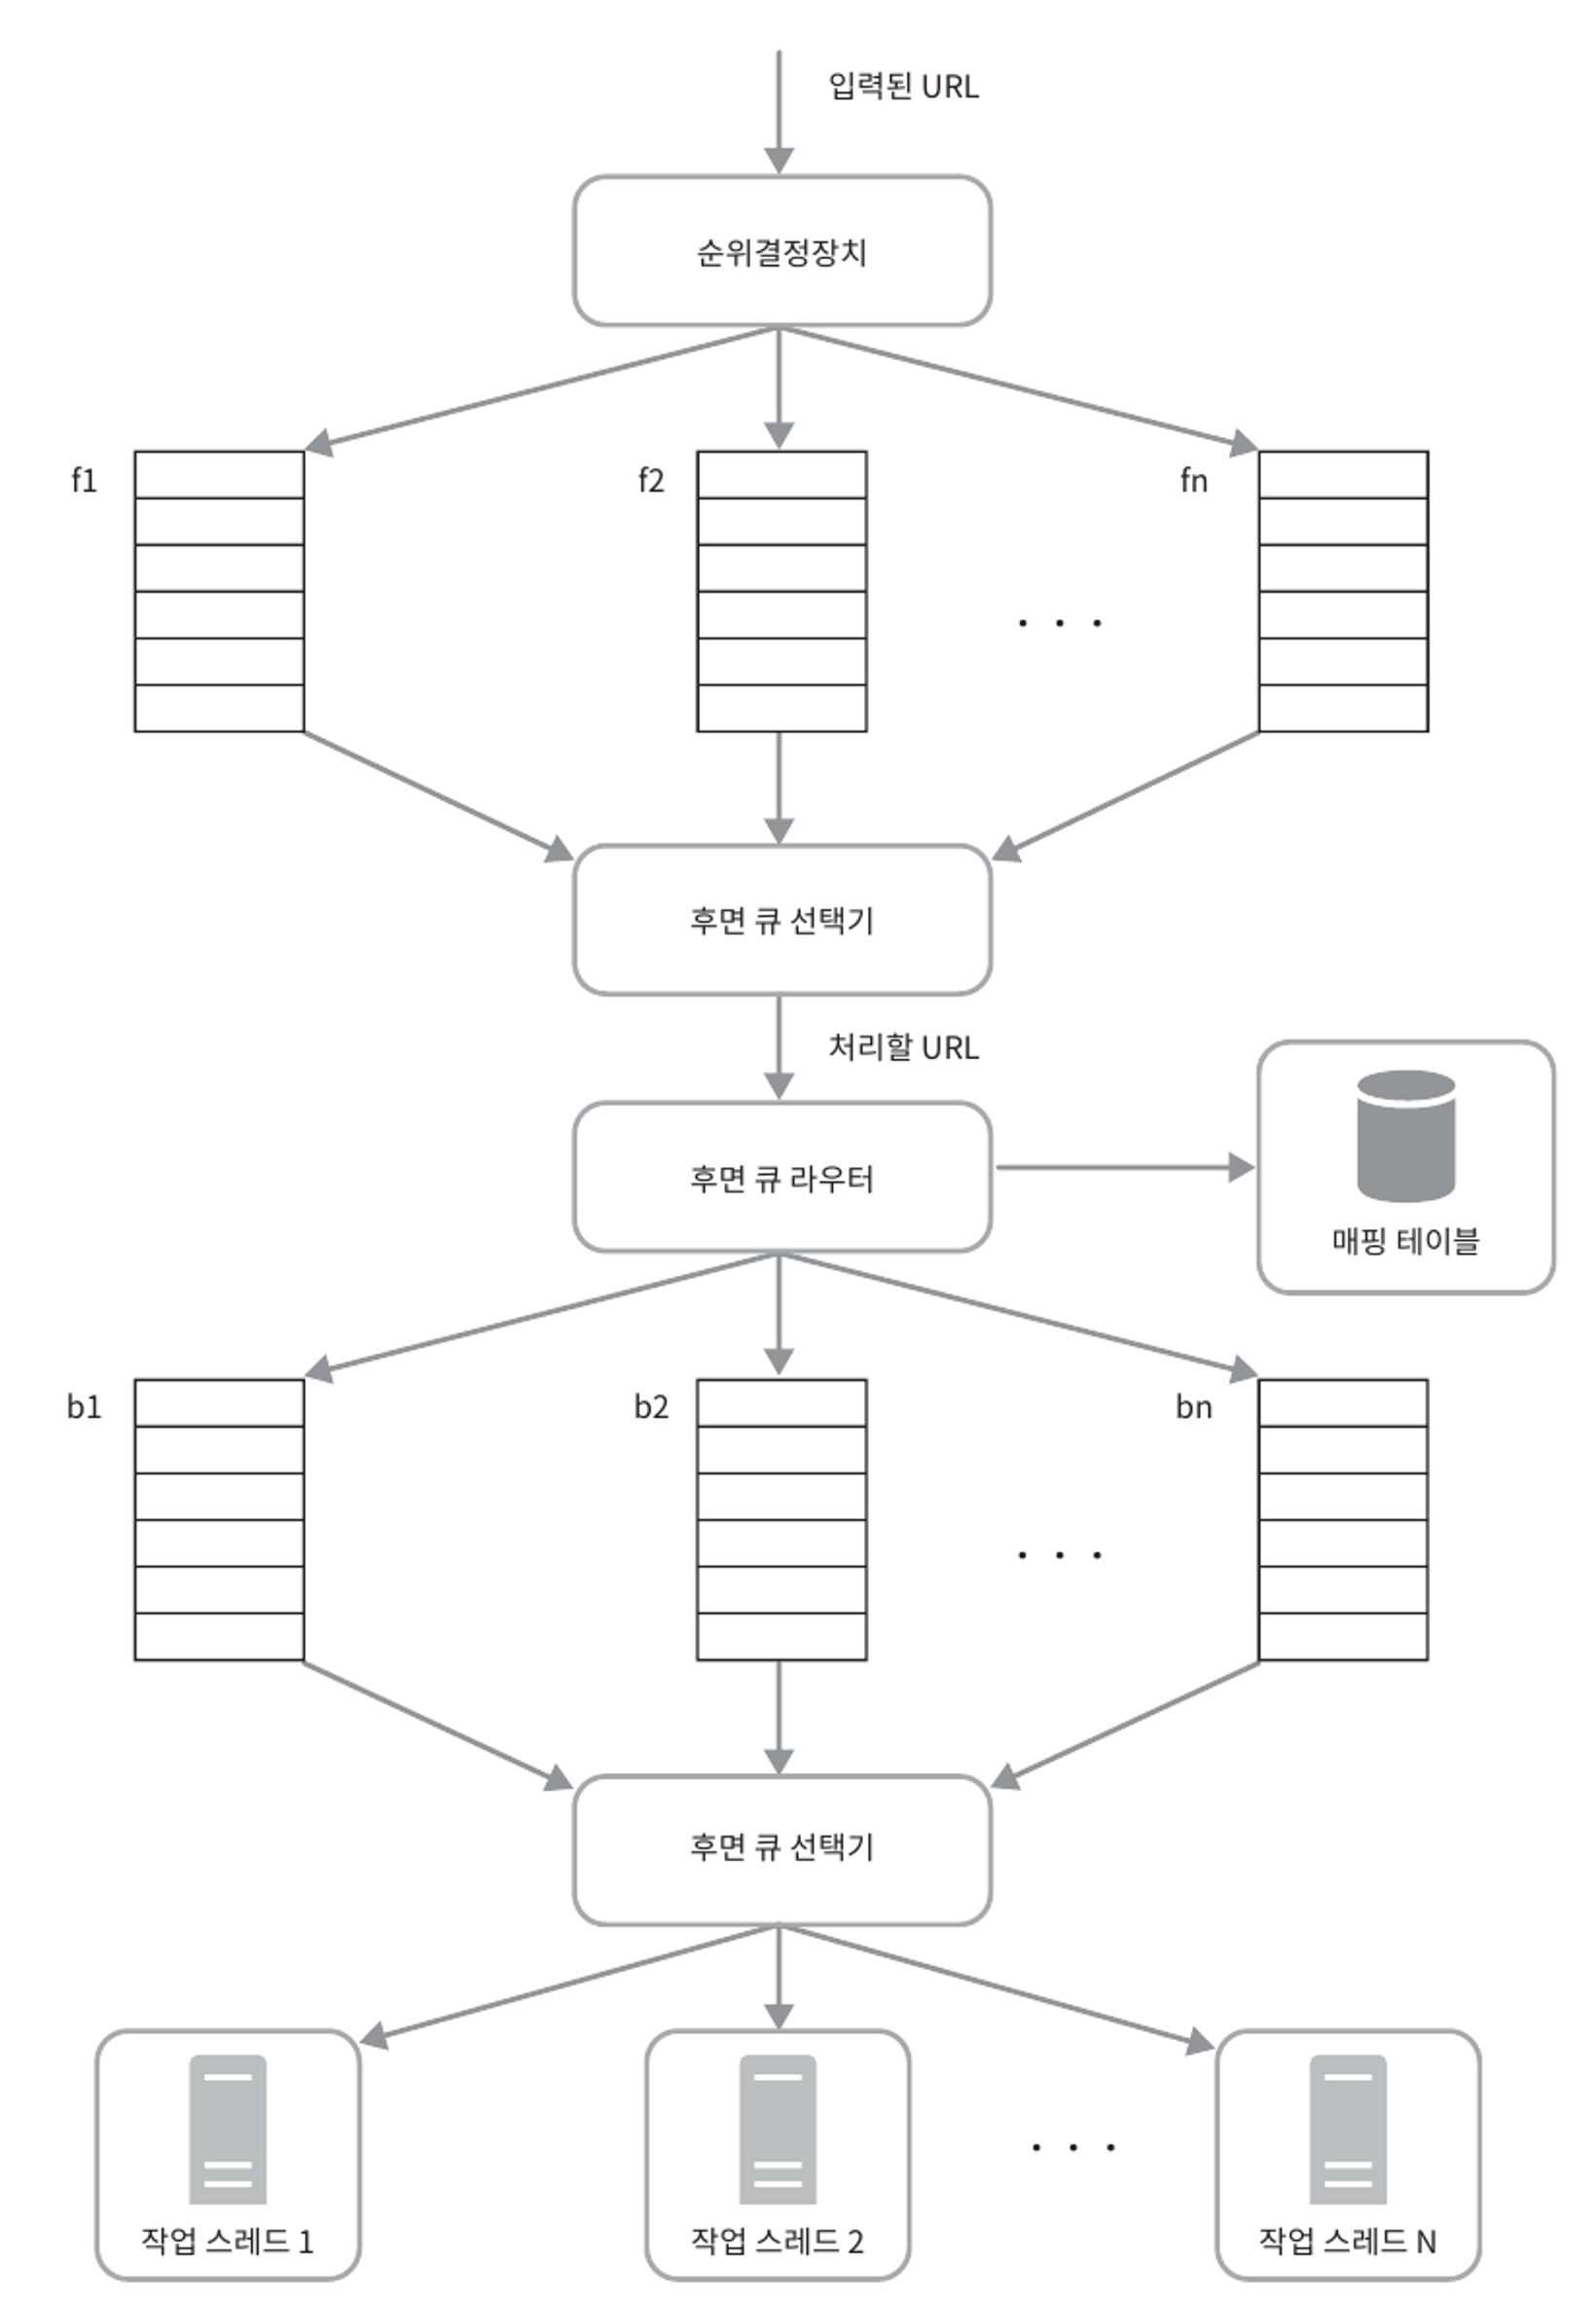 입력된 URL
순위결정장치
f1
f2
fn
. . .
후면 큐 선택기
처리할 URL
후면 큐 라우터
매핑 테이블
b1
b2
bn
. . .
후면 큐 선택기
. . .
작업 스레드 1
작업 스레드 2
작업 스레드 N